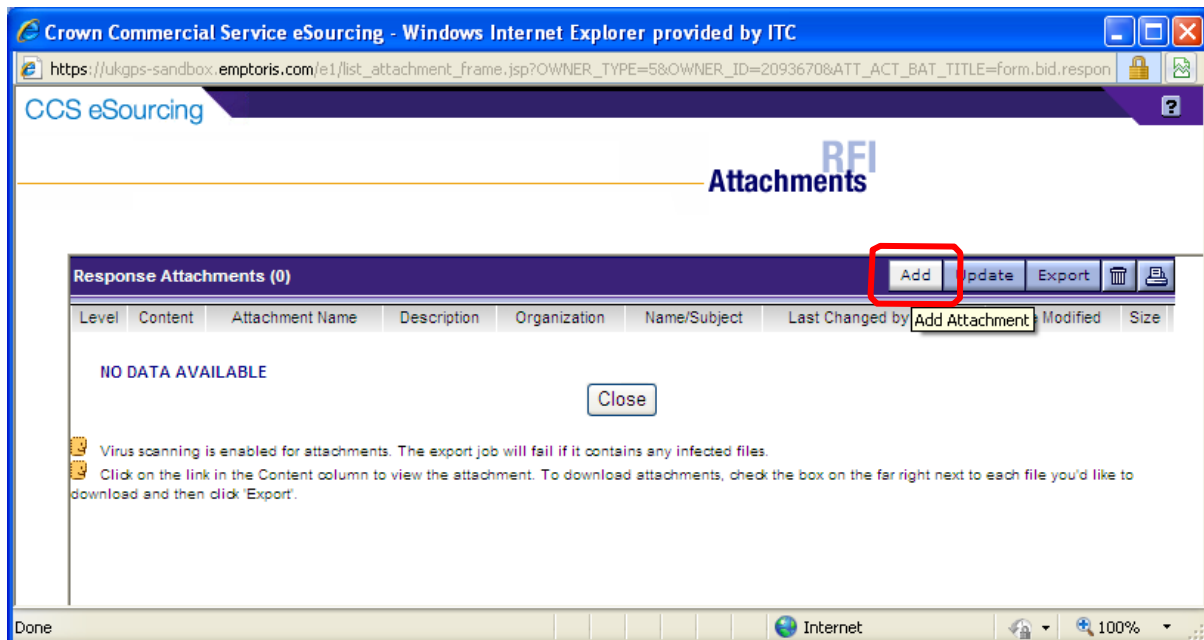 Crown Commercial Service eSourcing - Windows Internet Explorer provided by ITC
https://ukgps-sandbox.emptoris.com/e1/list_attachment_frame.jsp?OWNER_TYPE=5&OWNER_ID=2093670&ATT_ACT_BAT_TITLE=form.bid.respon
CCS eSourcing ?
RFI
Attachments
Response Attachments (0) Add Update Export
Level Content Attachment Name Description Organization Name/Subject Last Changed by Modified Size
Add Attachment
NO DATA AVAILABLE
Close
Virus scanning is enabled for attachments. The export job will fail if it contains any infected files.
Click on the link in the Content column to view the attachment. To download attachments, check the box on the far right next to each file you'd like to
download and then click 'Export'.
Done Internet 100%